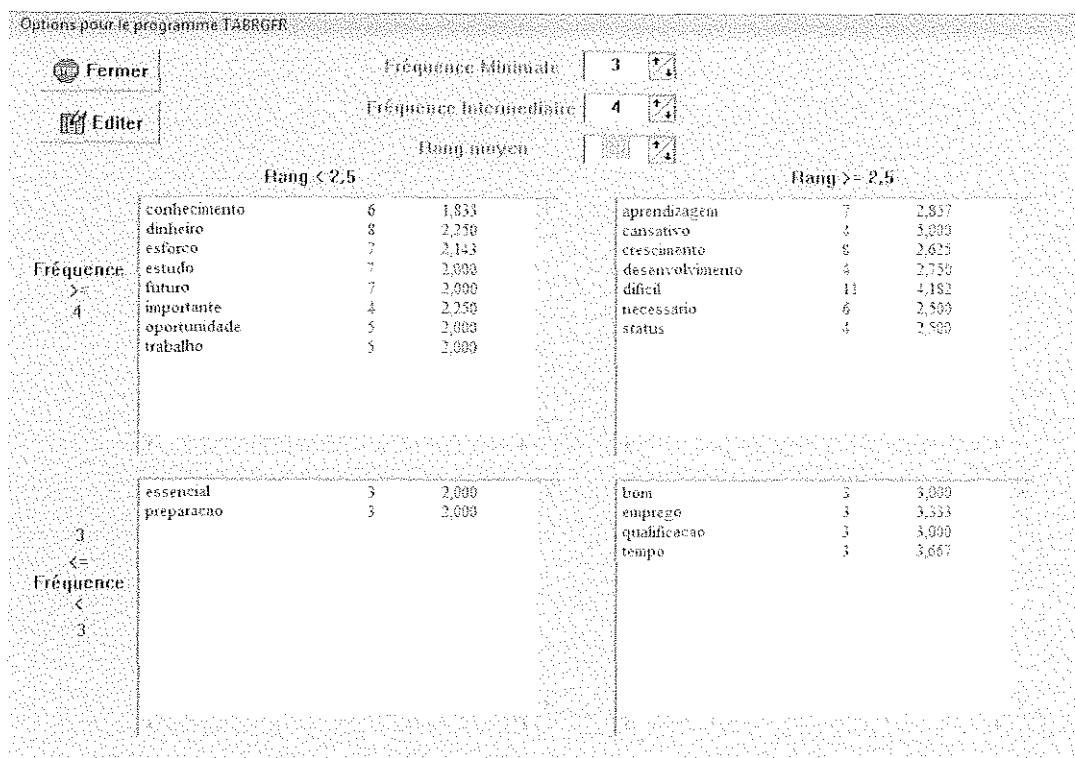 Options pour le programme TABRGFR
Fermer
Fréquence Minimale 3
Editer
Fréquence Intermediaire 4
Rang moyen
Rang < 2,5
Rang >= 2,5
Fréquence
>=
4
conhecimento 6 1,833
dinheiro 8 2,250
esforco 7 2,143
estudo 7 2,000
futuro 7 2,000
importante 4 2,250
oportunidade 5 2,000
trabalho 5 2,000
aprendizagem 7 2,857
cansativo 4 3,000
crescimento 8 2,625
desenvolvimento 4 2,750
dificil 11 4,182
necessario 6 2,500
status 4 2,500
3
<=
Fréquence
<
3
essencial 3 2,000
preparacao 3 2,000
bom 3 3,000
emprego 3 3,333
qualificacao 3 3,000
tempo 3 3,667